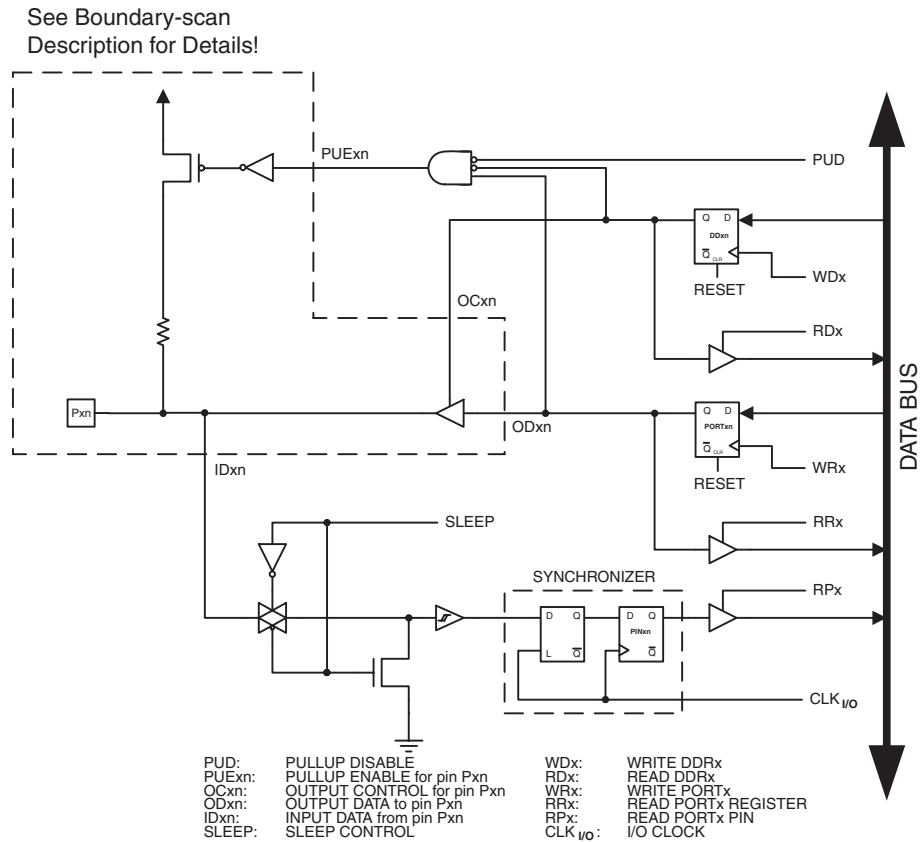 See Boundary-scan
Description for Details!
PUExn
PUD
Q D
DDxn
Q CLR
WDx
RESET
OCxn
RDx
Pxn
ODxn
Q D
PORTxn
Q CLR
WRx
RESET
IDxn
DATA BUS
SLEEP
RRx
SYNCHRONIZER
RPx
D Q
L Q
D Q
PINxn
Q
CLK I/O
PUD: PULLUP DISABLE
PUExn: PULLUP ENABLE for pin Pxn
OCxn: OUTPUT CONTROL for pin Pxn
ODxn: OUTPUT DATA to pin Pxn
IDxn: INPUT DATA from pin Pxn
SLEEP: SLEEP CONTROL
WDx: WRITE DDRx
RDx: READ DDRx
WRx: WRITE PORTx
RRx: READ PORTx REGISTER
RPx: READ PORTx PIN
CLK I/O: I/O CLOCK